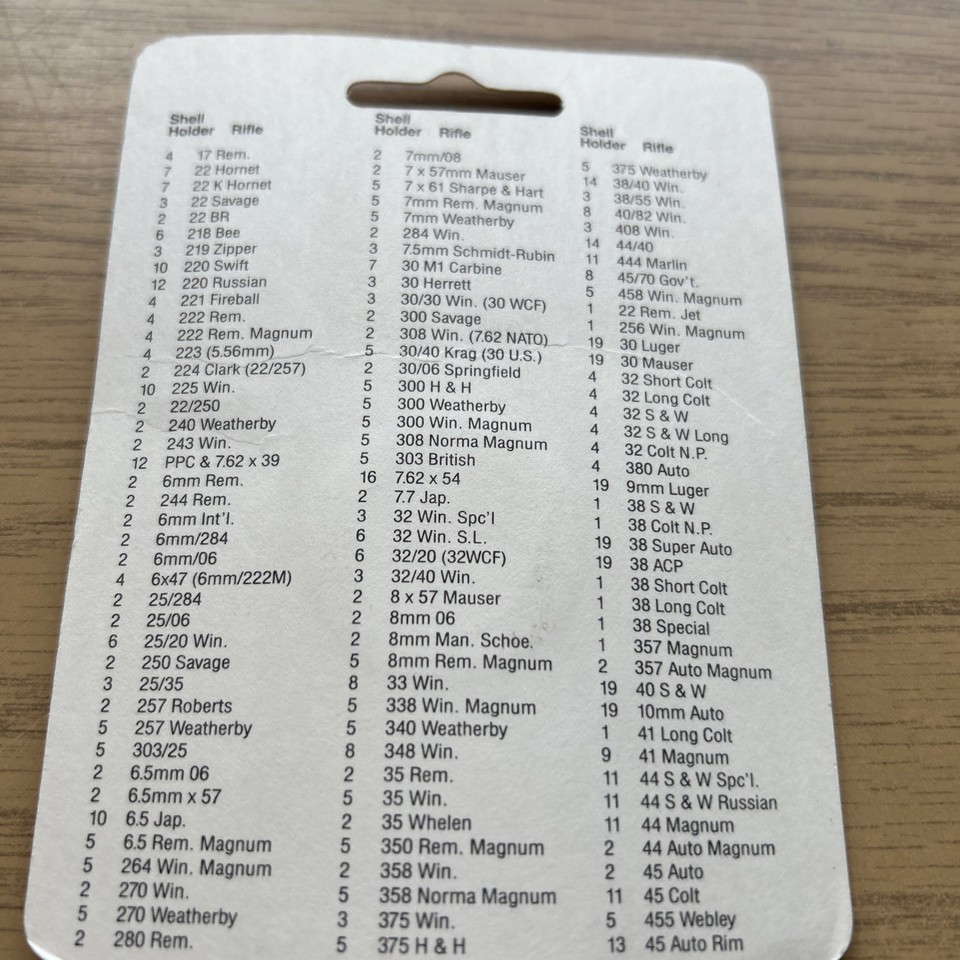 Shell
Holder Rifle
4 17 Rem.
7 22 Hornet
7 22 K Hornet
3 22 Savage
2 22 BR
6 218 Bee
3 219 Zipper
10 220 Swift
12 220 Russian
4 221 Fireball
4 222 Rem.
4 222 Rem. Magnum
4 223 (5.56mm)
2 224 Clark (22/257)
10 225 Win.
2 22/250
2 240 Weatherby
2 243 Win.
12 PPC & 7.62 x 39
2 6mm Rem.
2 244 Rem.
2 6mm Int'l.
2 6mm/284
2 6mm/06
4 6x47 (6mm/222M)
2 25/284
2 25/06
6 25/20 Win.
2 250 Savage
3 25/35
2 257 Roberts
5 257 Weatherby
5 303/25
2 6.5mm 06
2 6.5mm x 57
10 6.5 Jap.
5 6.5 Rem. Magnum
5 264 Win. Magnum
2 270 Win.
5 270 Weatherby
2 280 Rem.
Shell
Holder Rifle
2 7mm/08
2 7 x 57mm Mauser
5 7 x 61 Sharpe & Hart
5 7mm Rem. Magnum
5 7mm Weatherby
2 284 Win.
3 7.5mm Schmidt-Rubin
7 30 M1 Carbine
3 30 Herrett
3 30/30 Win. (30 WCF)
2 300 Savage
2 308 Win. (7.62 NATO)
5 30/40 Krag (30 U.S.)
2 30/06 Springfield
5 300 H & H
5 300 Weatherby
5 300 Win. Magnum
5 308 Norma Magnum
5 303 British
16 7.62 x 54
2 7.7 Jap.
3 32 Win. Spc'l
6 32 Win. S.L.
6 32/20 (32WCF)
3 32/40 Win.
2 8 x 57 Mauser
2 8mm 06
2 8mm Man. Schoe.
5 8mm Rem. Magnum
8 33 Win.
5 338 Win. Magnum
5 340 Weatherby
8 348 Win.
2 35 Rem.
5 35 Win.
2 35 Whelen
5 350 Rem. Magnum
2 358 Win.
5 358 Norma Magnum
3 375 Win.
5 375 H & H
Shell
Holder Rifle
5 375 Weatherby
14 38/40 Win.
3 38/55 Win.
8 40/82 Win.
3 408 Win.
14 44/40
11 444 Marlin
8 45/70 Gov't.
5 458 Win. Magnum
1 22 Rem. Jet
1 256 Win. Magnum
19 30 Luger
19 30 Mauser
4 32 Short Colt
4 32 Long Colt
4 32 S & W
4 32 S & W Long
4 32 Colt N.P.
4 380 Auto
19 9mm Luger
1 38 S & W
1 38 Colt N.P.
19 38 Super Auto
19 38 ACP
1 38 Short Colt
1 38 Long Colt
1 38 Special
1 357 Magnum
2 357 Auto Magnum
19 40 S & W
19 10mm Auto
1 41 Long Colt
9 41 Magnum
11 44 S & W Spc'l.
11 44 S & W Russian
11 44 Magnum
2 44 Auto Magnum
2 45 Auto
11 45 Colt
5 455 Webley
13 45 Auto Rim